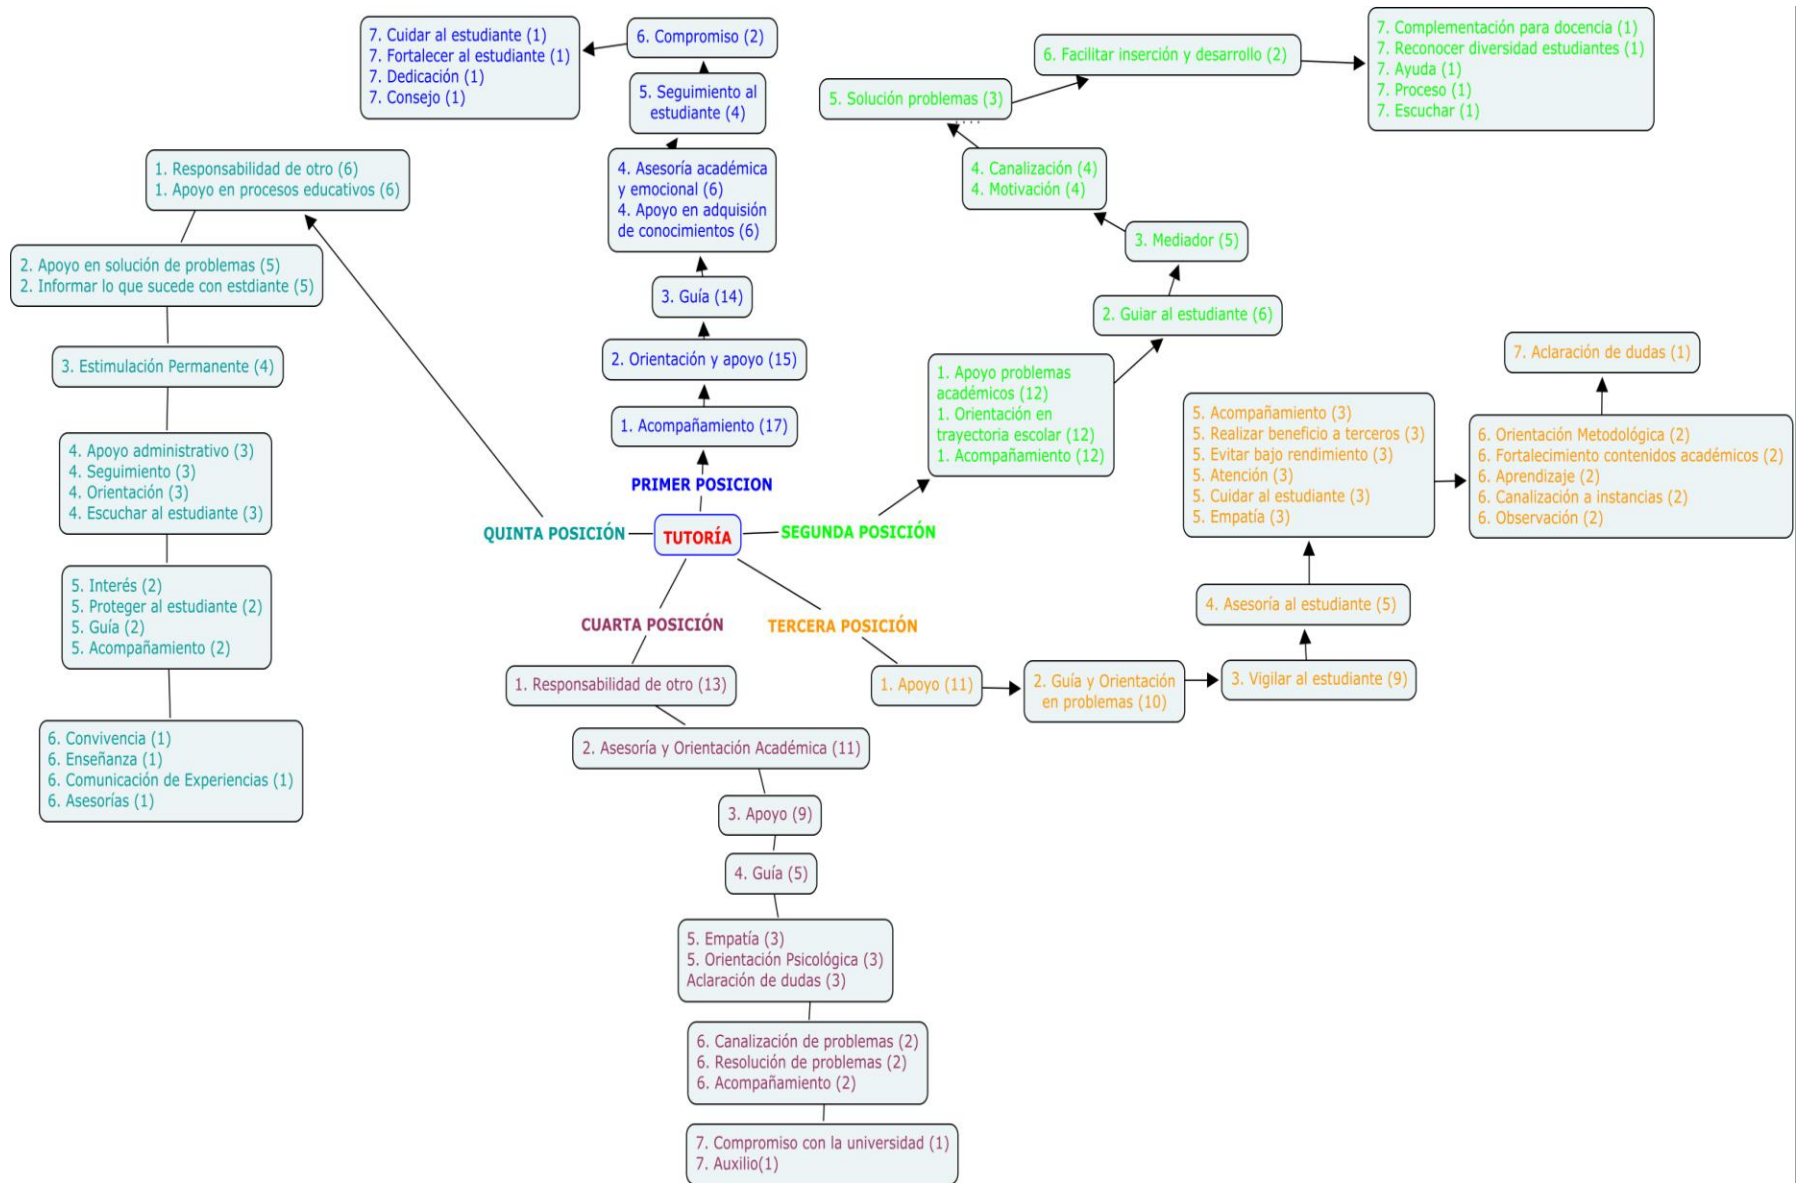 7. Cuidar al estudiante (1)
7. Fortalecer al estudiante (1)
7. Dedicación (1)
7. Consejo (1)
6. Compromiso (2)
5. Seguimiento al
estudiante (4)
4. Asesoría académica
y emocional (6)
4. Apoyo en adquisión
de conocimientos (6)
3. Guía (14)
2. Orientación y apoyo (15)
1. Acompañamiento (17)
PRIMER POSICION
7. Complementación para docencia (1)
7. Reconocer diversidad estudiantes (1)
7. Ayuda (1)
7. Proceso (1)
7. Escuchar (1)
6. Facilitar inserción y desarrollo (2)
5. Solución problemas (3)
....
4. Canalización (4)
4. Motivación (4)
3. Mediador (5)
2. Guiar al estudiante (6)
1. Apoyo problemas
académicos (12)
1. Orientación en
trayectoria escolar (12)
1. Acompañamiento (12)
SEGUNDA POSICIÓN
1. Responsabilidad de otro (6)
1. Apoyo en procesos educativos (6)
2. Apoyo en solución de problemas (5)
2. Informar lo que sucede con estdiante (5)
3. Estimulación Permanente (4)
4. Apoyo administrativo (3)
4. Seguimiento (3)
4. Orientación (3)
4. Escuchar al estudiante (3)
5. Interés (2)
5. Proteger al estudiante (2)
5. Guía (2)
5. Acompañamiento (2)
6. Convivencia (1)
6. Enseñanza (1)
6. Comunicación de Experiencias (1)
6. Asesorías (1)
QUINTA POSICIÓN
TUTORÍA
CUARTA POSICIÓN
1. Responsabilidad de otro (13)
2. Asesoría y Orientación Académica (11)
3. Apoyo (9)
4. Guía (5)
5. Empatía (3)
5. Orientación Psicológica (3)
Aclaración de dudas (3)
6. Canalización de problemas (2)
6. Resolución de problemas (2)
6. Acompañamiento (2)
7. Compromiso con la universidad (1)
7. Auxilio(1)
TERCERA POSICIÓN
1. Apoyo (11)
2. Guía y Orientación
en problemas (10)
3. Vigilar al estudiante (9)
4. Asesoría al estudiante (5)
5. Acompañamiento (3)
5. Realizar beneficio a terceros (3)
5. Evitar bajo rendimiento (3)
5. Atención (3)
5. Cuidar al estudiante (3)
5. Empatía (3)
6. Orientación Metodológica (2)
6. Fortalecimiento contenidos académicos (2)
6. Aprendizaje (2)
6. Canalización a instancias (2)
6. Observación (2)
7. Aclaración de dudas (1)